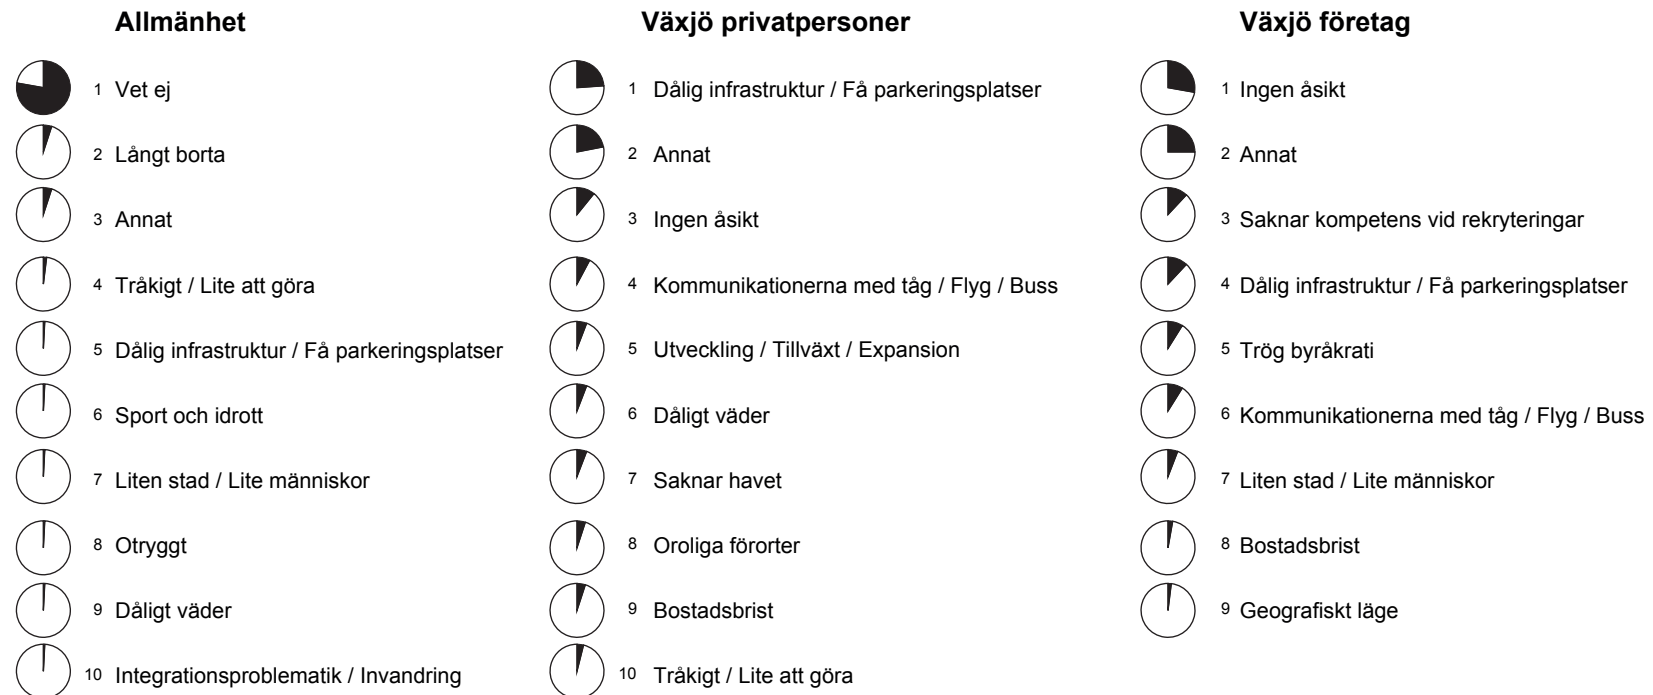 Allmänhet
1 Vet ej
2 Långt borta
3 Annat
4 Tråkigt / Lite att göra
5 Dålig infrastruktur / Få parkeringsplatser
6 Sport och idrott
7 Liten stad / Lite människor
8 Otryggt
9 Dåligt väder
10 Integrationsproblematik / Invandring
Växjö privatpersoner
1 Dålig infrastruktur / Få parkeringsplatser
2 Annat
3 Ingen åsikt
4 Kommunikationerna med tåg / Flyg / Buss
5 Utveckling / Tillväxt / Expansion
6 Dåligt väder
7 Saknar havet
8 Oroliga förorter
9 Bostadsbrist
10 Tråkigt / Lite att göra
Växjö företag
1 Ingen åsikt
2 Annat
3 Saknar kompetens vid rekryteringar
4 Dålig infrastruktur / Få parkeringsplatser
5 Trög byråkrati
6 Kommunikationerna med tåg / Flyg / Buss
7 Liten stad / Lite människor
8 Bostadsbrist
9 Geografiskt läge